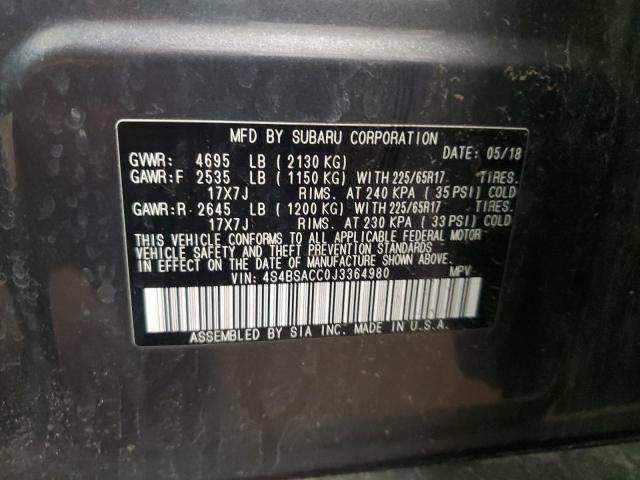 MFD BY SUBARU CORPORATION
GVWR: 4695 LB ( 2130 KG) DATE: 05/18
GAWR:F 2535 LB ( 1150 KG) WITH 225/65R17 TIRES.
17X7J RIMS. AT 240 KPA ( 35 PSI) COLD
GAWR:R 2645 LB ( 1200 KG) WITH 225/65R17 TIRES.
17X7J RIMS. AT 230 KPA ( 33 PSI) COLD
THIS VEHICLE CONFORMS TO ALL APPLICABLE FEDERAL MOTOR
VEHICLE SAFETY AND THEFT PREVENTION STANDARDS
IN EFFECT ON THE DATE OF MANUFACTURE SHOWN ABOVE.
VIN: 4S4BSACC0J3364980 MPV
ASSEMBLED BY SIA INC. MADE IN U.S.A.